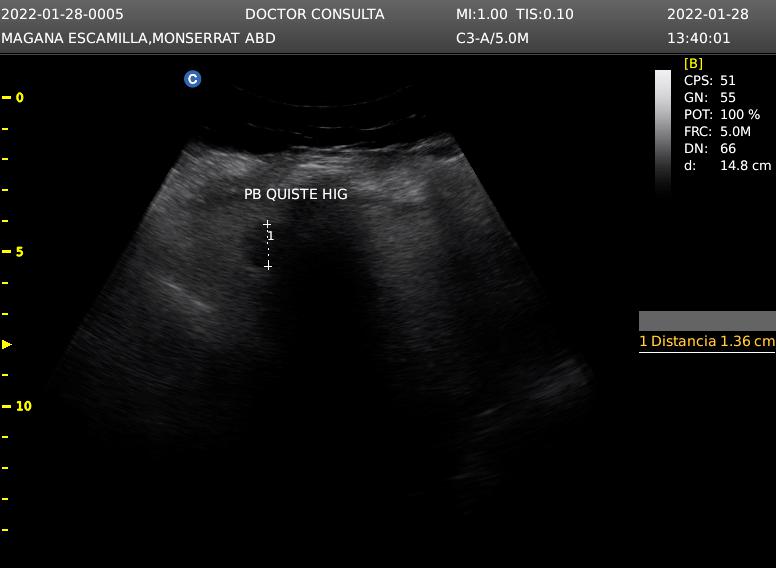 2022-01-28-0005 DOCTOR CONSULTA MI:1.00 TIS:0.10 2022-01-28
MAGANA ESCAMILLA,MONSERRAT ABD C3-A/5.0M 13:40:01
C
[B]
CPS: 51
GN: 55
POT: 100 %
FRC: 5.0M
DN: 66
d: 14.8 cm
0
PB QUISTE HIG
1
5
1 Distancia 1.36 cm
10